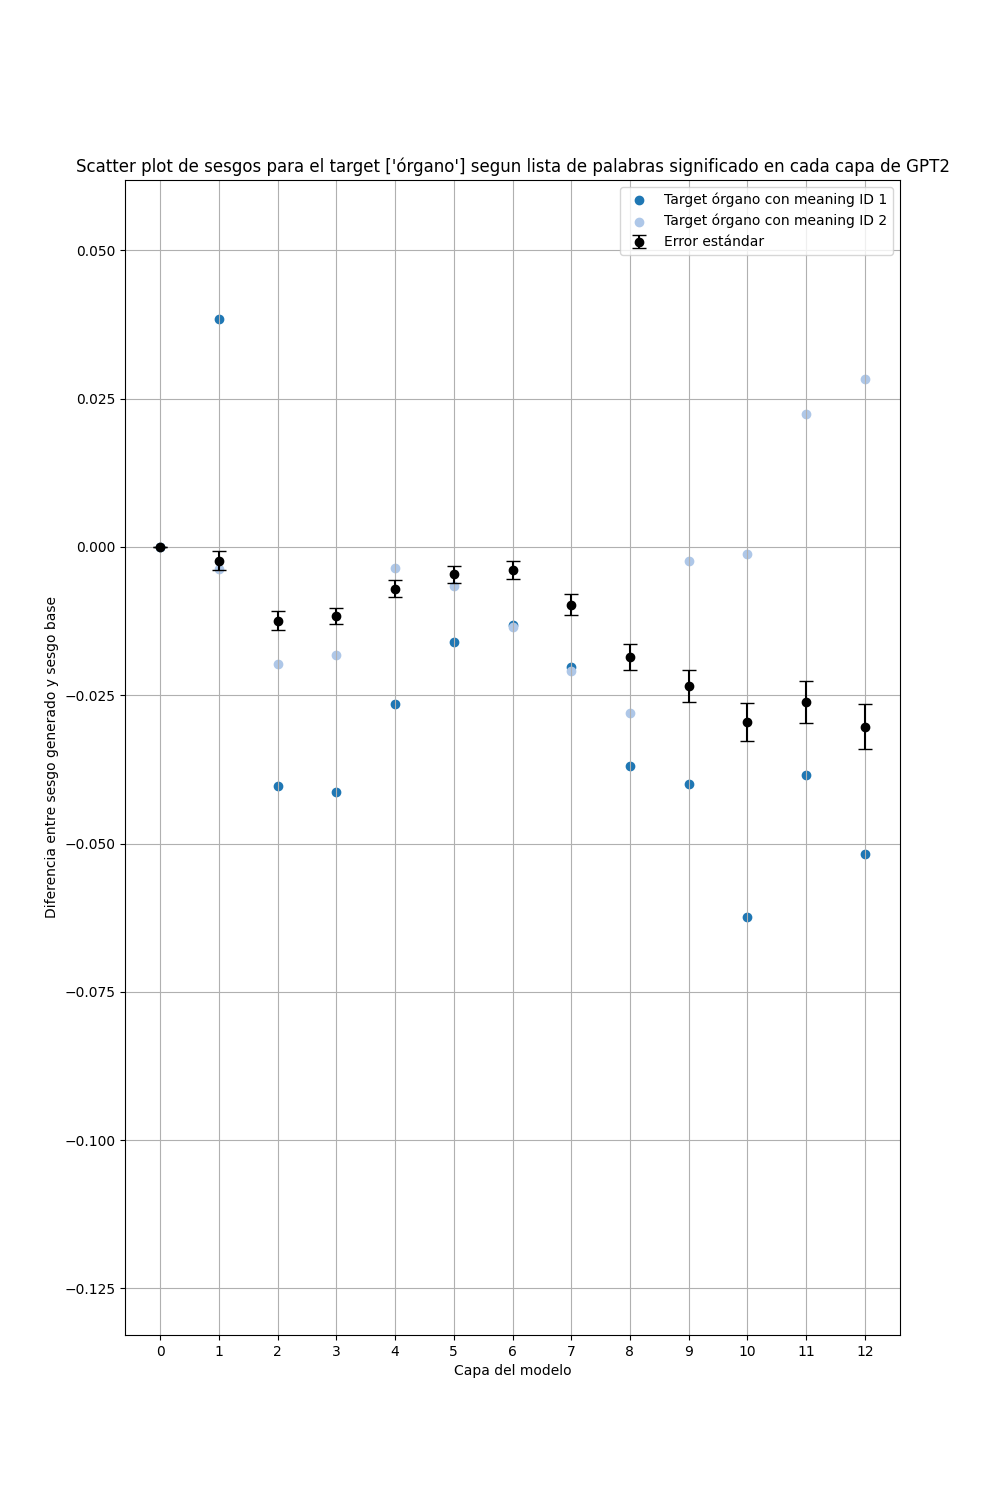 Scatter plot de sesgos para el target ['órgano'] segun lista de palabras significado en cada capa de GPT2
Target órgano con meaning ID 1
Target órgano con meaning ID 2
Error estándar
0.050
0.025
0.000
−0.025
−0.050
−0.075
−0.100
−0.125
Diferencia entre sesgo generado y sesgo base
0 1 2 3 4 5 6 7 8 9 10 11 12
Capa del modelo